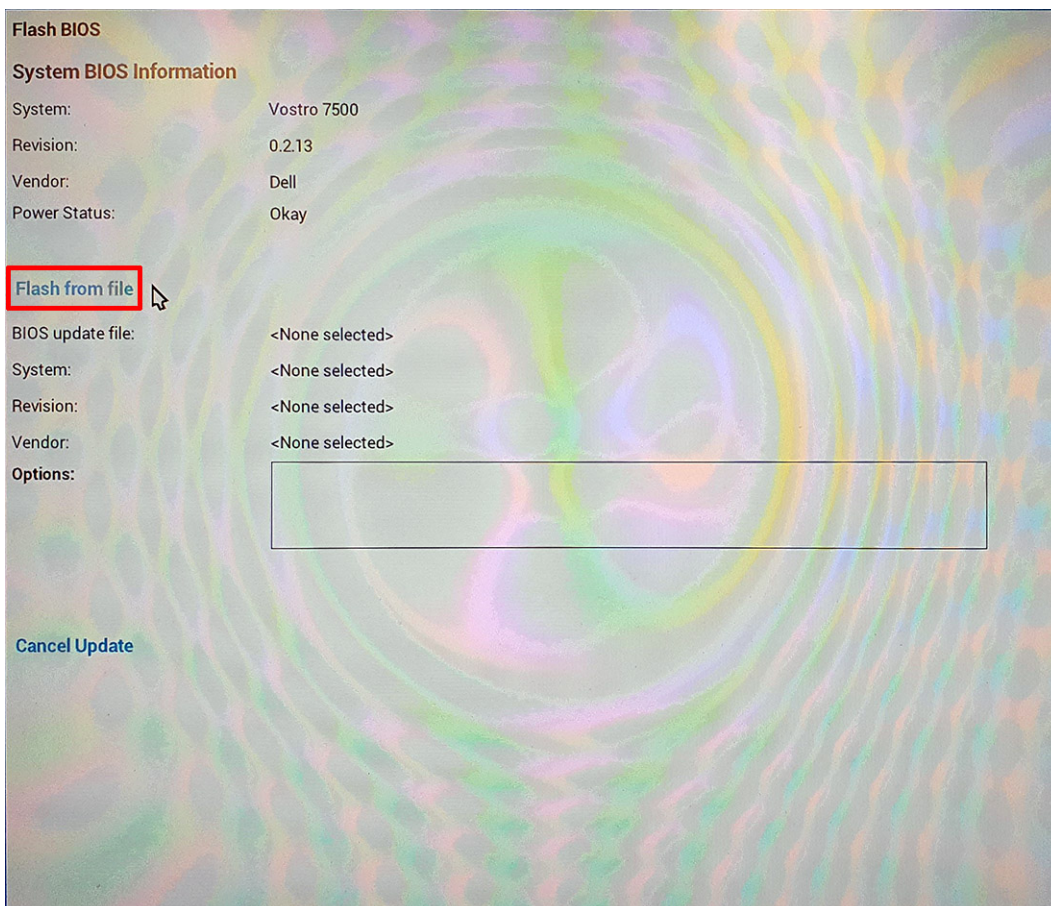 Flash BIOS
System BIOS Information
System: Vostro 7500
Revision: 0.2.13
Vendor: Dell
Power Status: Okay
Flash from file
BIOS update file: <None selected>
System: <None selected>
Revision: <None selected>
Vendor: <None selected>
Options:
Cancel Update